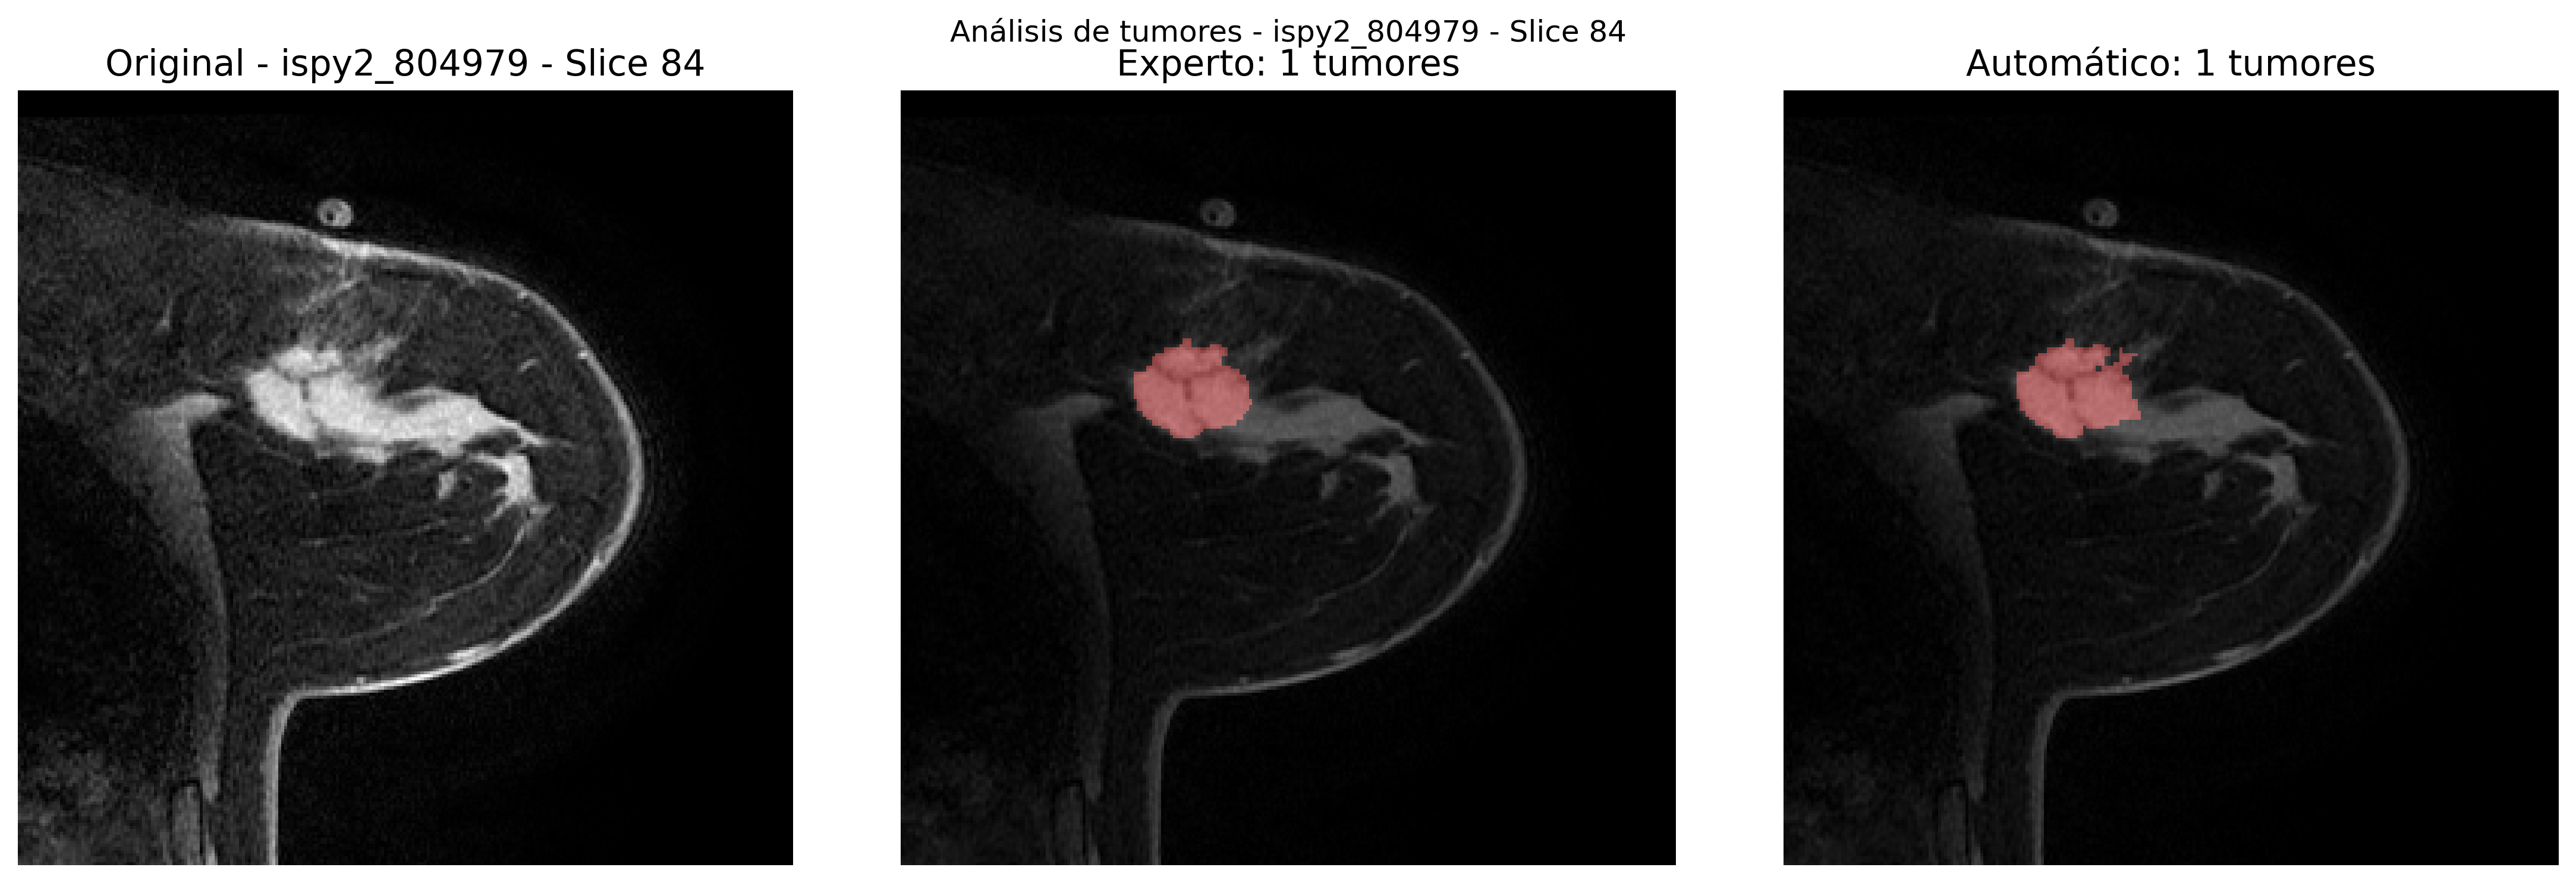 Análisis de tumores - ispy2_804979 - Slice 84
Original - ispy2_804979 - Slice 84
Experto: 1 tumores
Automático: 1 tumores